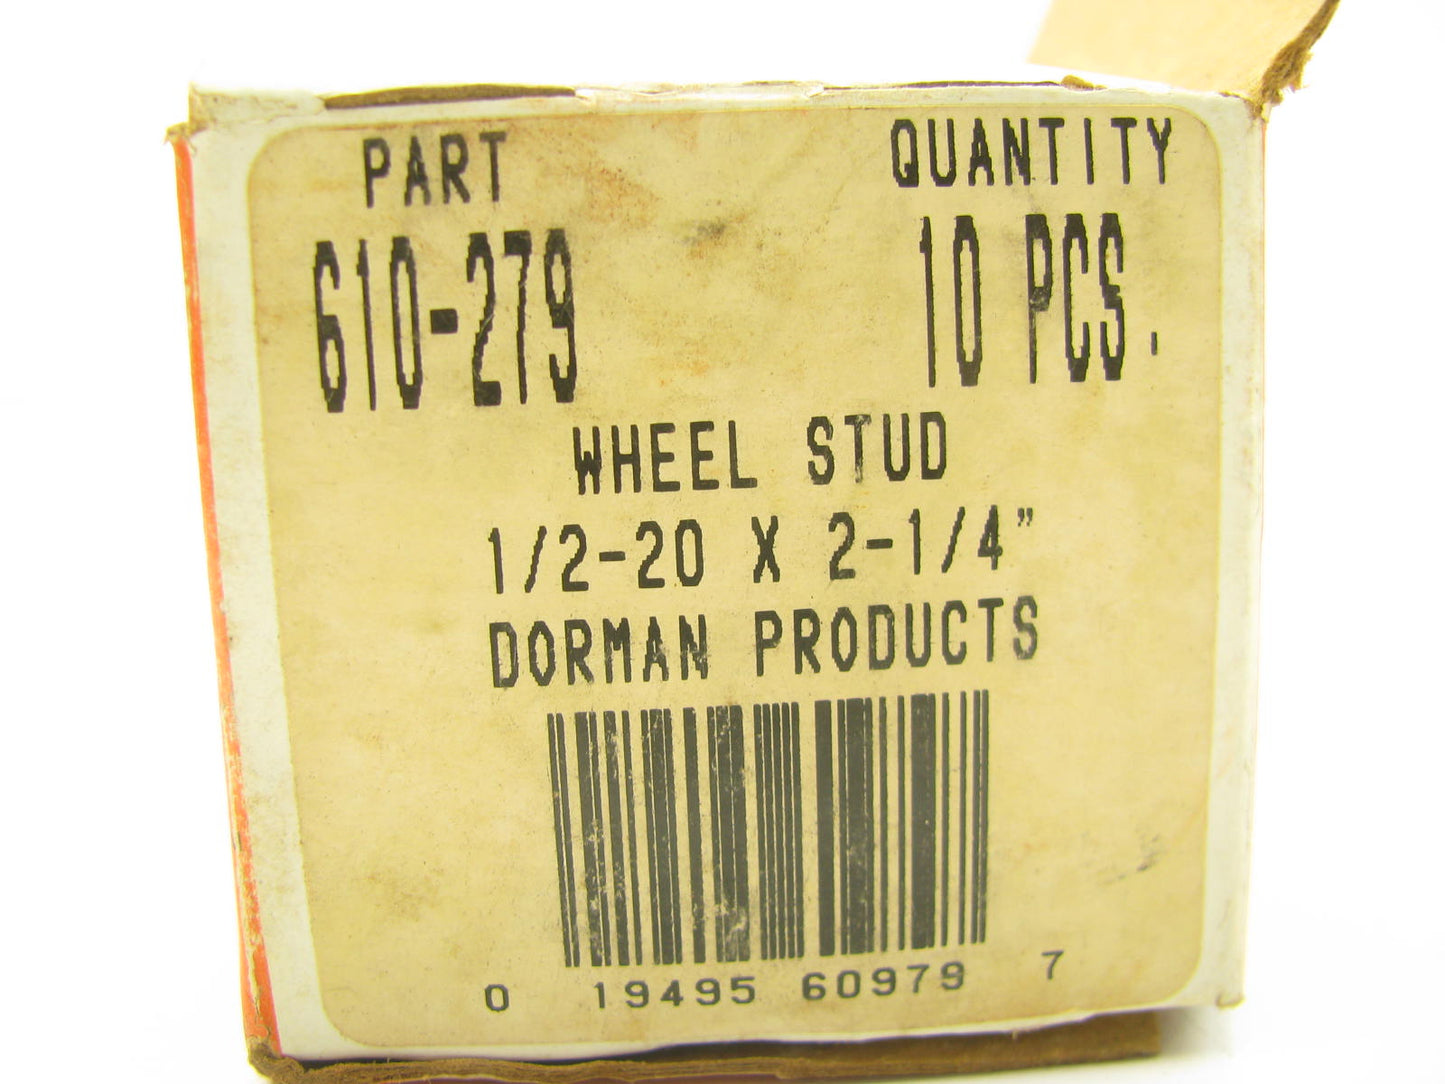 PART
QUANTITY
610-279
10 PCS.
WHEEL STUD
1/2-20 X 2-1/4"
DORMAN PRODUCTS
0 19495 60979 7